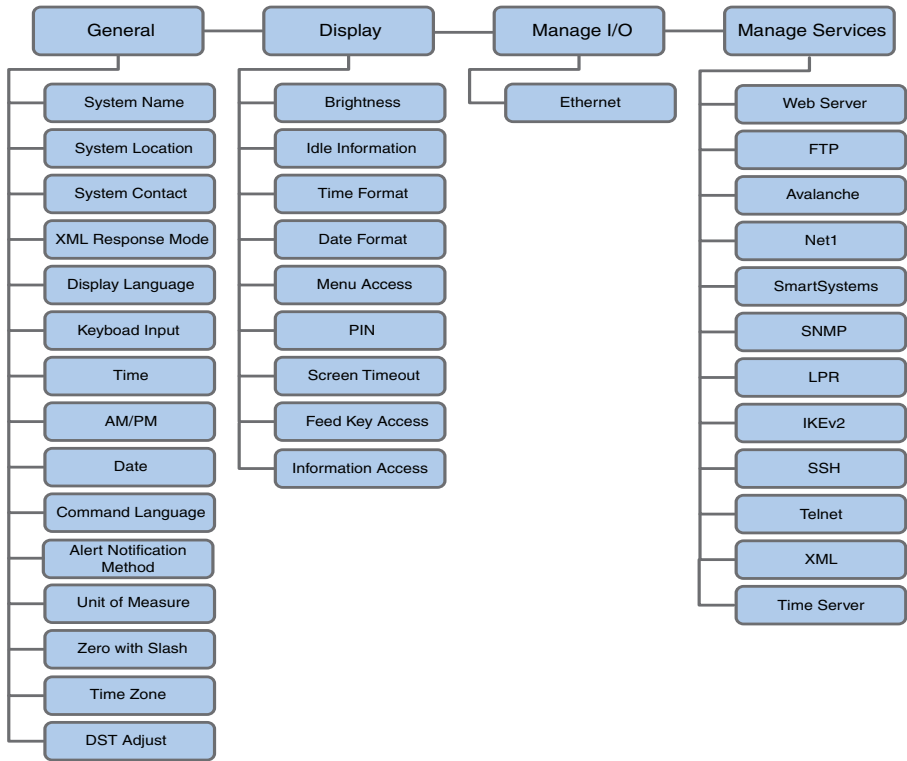 General
Display
Manage I/O
Manage Services
System Name
System Location
System Contact
XML Response Mode
Display Language
Keyboad Input
Time
AM/PM
Date
Command Language
Alert Notification
Method
Unit of Measure
Zero with Slash
Time Zone
DST Adjust
Brightness
Idle Information
Time Format
Date Format
Menu Access
PIN
Screen Timeout
Feed Key Access
Information Access
Ethernet
Web Server
FTP
Avalanche
Net1
SmartSystems
SNMP
LPR
IKEv2
SSH
Telnet
XML
Time Server